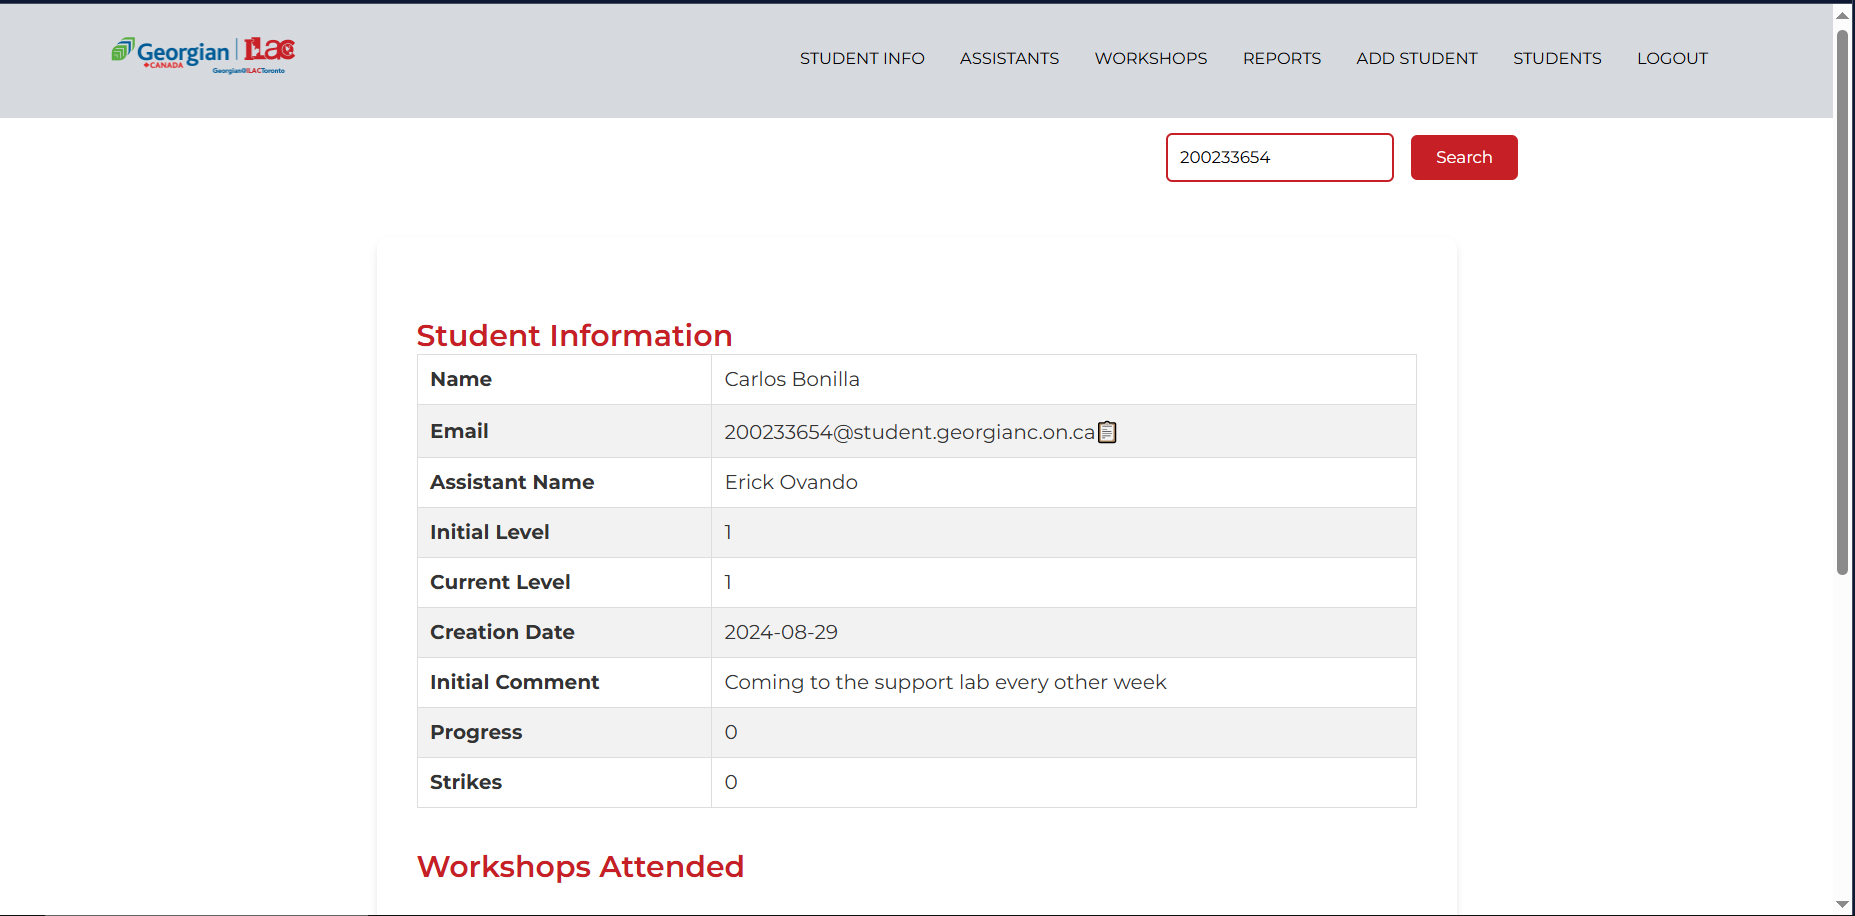 Georgian | ILAC
CANADA
Georgian@ILACToronto
STUDENT INFO ASSISTANTS WORKSHOPS REPORTS ADD STUDENT STUDENTS LOGOUT
200233654 Search
Student Information
Name Carlos Bonilla
Email 200233654@student.georgianc.on.ca
Assistant Name Erick Ovando
Initial Level 1
Current Level 1
Creation Date 2024-08-29
Initial Comment Coming to the support lab every other week
Progress 0
Strikes 0
Workshops Attended